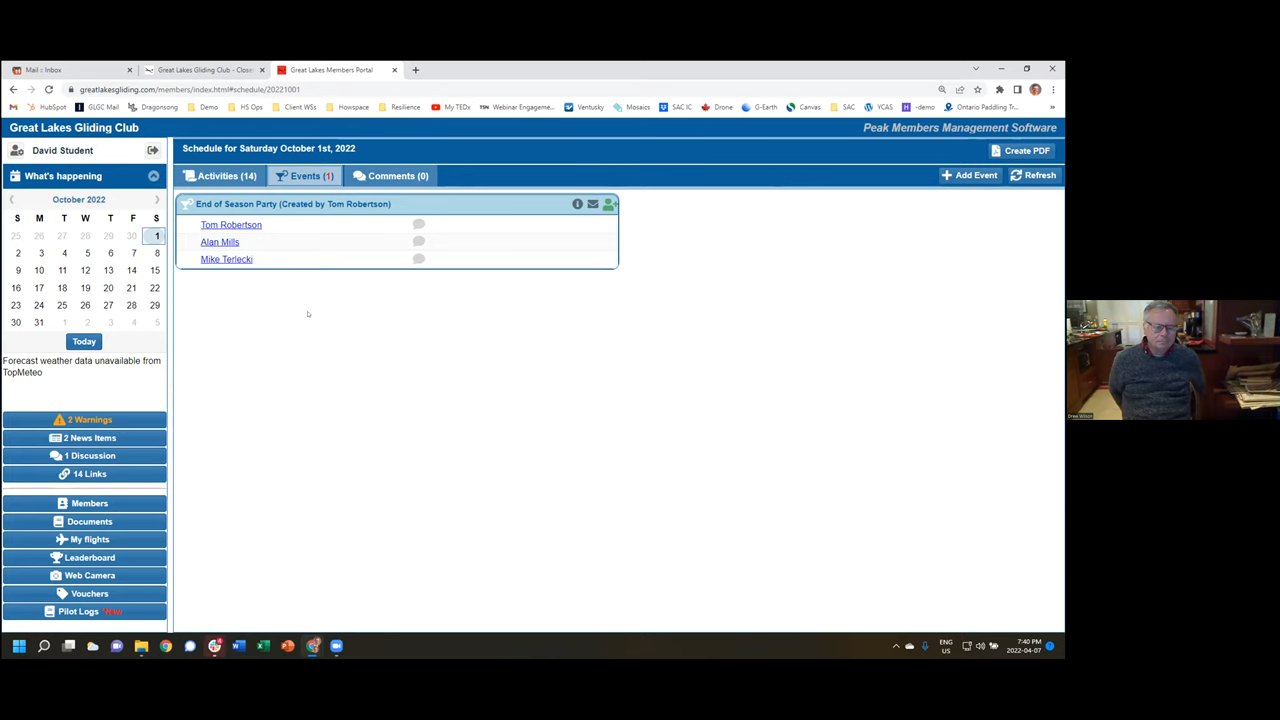 Mail :: Inbox
Great Lakes Gliding Club - Close
Great Lakes Members Portal
greatlakesgliding.com/members/index.html#schedule/20221001
HubSpot GLGC Mail Dragonsong Demo HS Ops Client WSs Howspace Resilience My TEDx Webinar Engageme... Ventusky Mosaics SAC IC Drone G-Earth Canvas SAC YCAS -demo Ontario Paddling Tr... »
Great Lakes Gliding Club
Peak Members Management Software
David Student
Schedule for Saturday October 1st, 2022
Create PDF
What's happening
Activities (14)
Events (1)
Comments (0)
Add Event
Refresh
October 2022
S M T W T F S
25 26 27 28 29 30 1
2 3 4 5 6 7 8
9 10 11 12 13 14 15
16 17 18 19 20 21 22
23 24 25 26 27 28 29
30 31 1 2 3 4 5
Today
End of Season Party (Created by Tom Robertson)
Tom Robertson
Alan Mills
Mike Terlecki
Forecast weather data unavailable from
TopMeteo
2 Warnings
2 News Items
1 Discussion
14 Links
Members
Documents
My flights
Leaderboard
Web Camera
Vouchers
Pilot Logs New
Drew Wilson
ENG
US
7:40 PM
2022-04-07